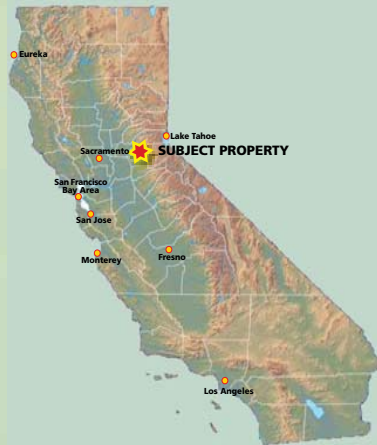 Eureka
Lake Tahoe
Sacramento
SUBJECT PROPERTY
San Francisco
Bay Area
San Jose
Monterey
Fresno
Los Angeles